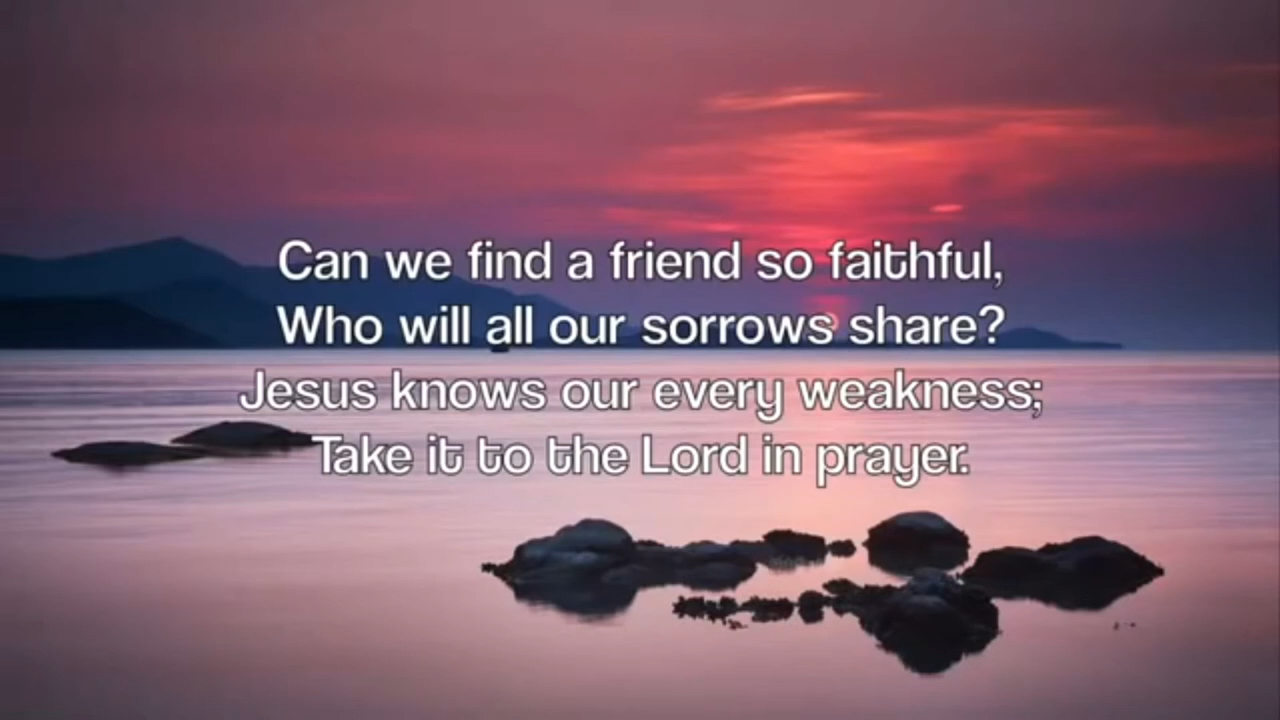 Can we find a friend so faithful,
Who will all our sorrows share?
Jesus knows our every weakness;
Take it to the Lord in prayer.